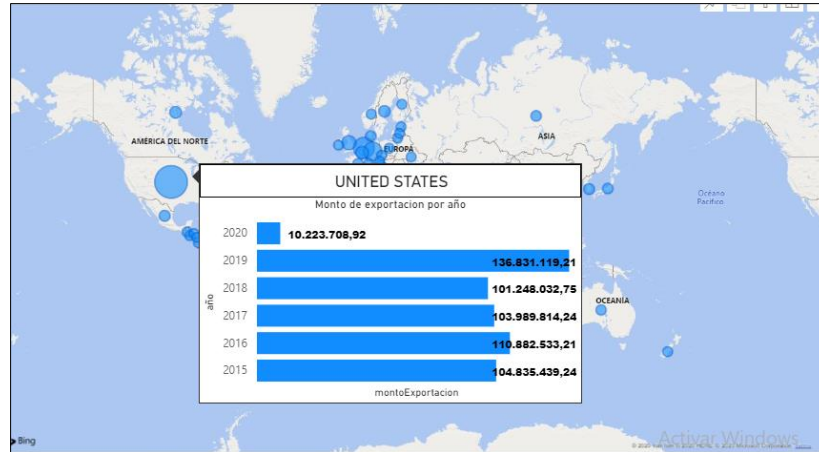 AMÉRICA DEL NORTE
EUROPA
ASIA
UNITED STATES
Monto de exportacion por año
2020 10.223.708,92
2019 136.831.119,21
2018 101.248.032,75
2017 103.989.814,24
2016 110.882.533,21
2015 104.835.439,24
año
montoExportacion
Océano
Pacífico
OCEANÍA
Bing
Activar Windows